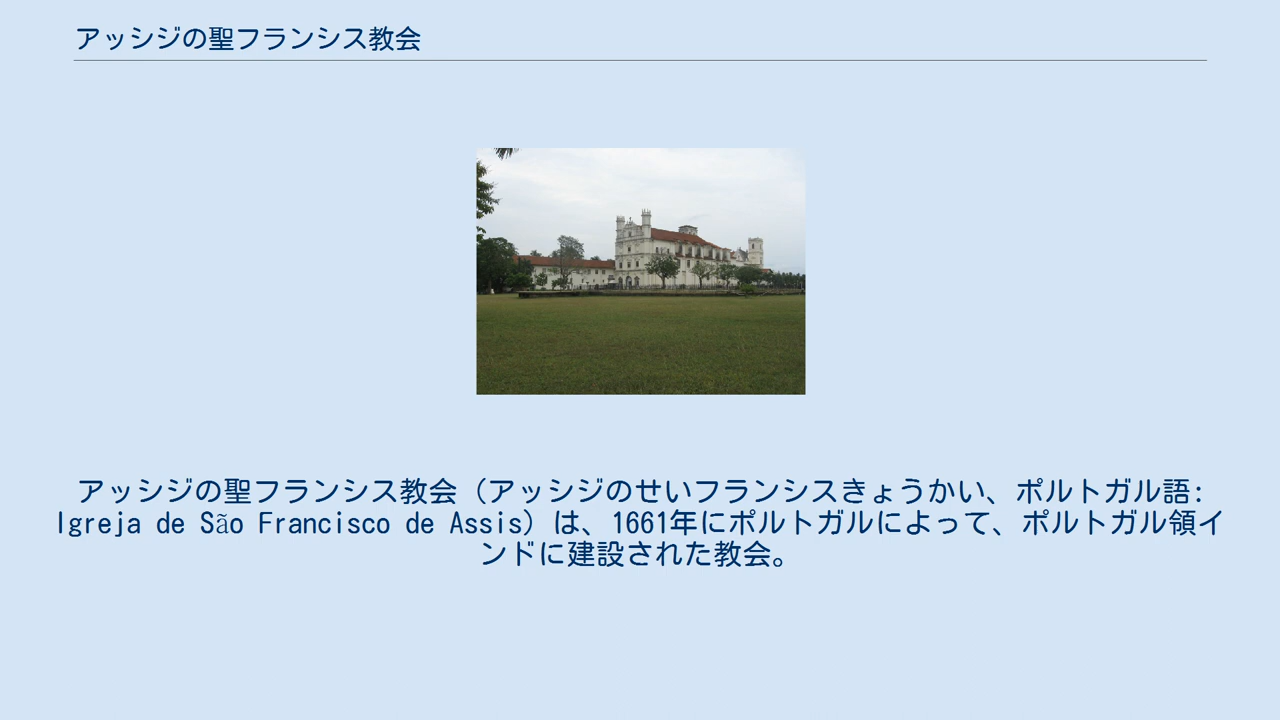 アッシジの聖フランシス教会
アッシジの聖フランシス教会（アッシジのせいフランシスきょうかい、ポルトガル語:
Igreja de São Francisco de Assis）は、1661年にポルトガルによって、ポルトガル領イ
ンドに建設された教会。